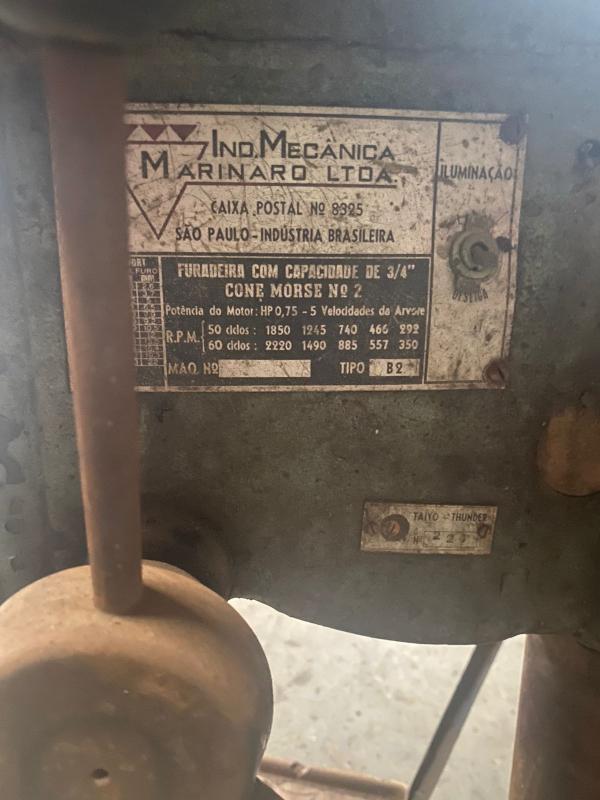 IND. MECÂNICA
MARINARO LTDA.
CAIXA POSTAL Nº 8325
SÃO PAULO - INDÚSTRIA BRASILEIRA
ILUMINAÇÃO
DESLIGA
FURO
FURADEIRA COM CAPACIDADE DE 3/4"
CONE MORSE Nº 2
Potência do Motor: HP 0,75 - 5 Velocidades da Árvore
R.P.M. 50 ciclos: 1850 1245 740 466 292
60 ciclos: 2220 1490 885 557 350
MAQ. Nº TIPO B2
TAIYO - THUNDER